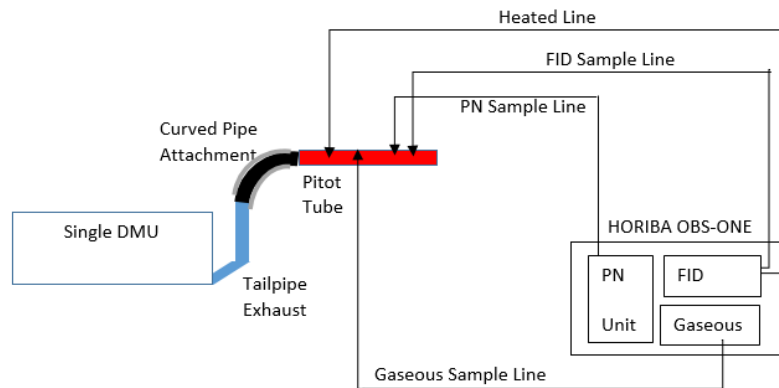 Heated Line
FID Sample Line
PN Sample Line
Curved Pipe
Attachment
Pitot
Tube
Single DMU
HORIBA OBS-ONE
PN
Unit
FID
Gaseous
Tailpipe
Exhaust
Gaseous Sample Line